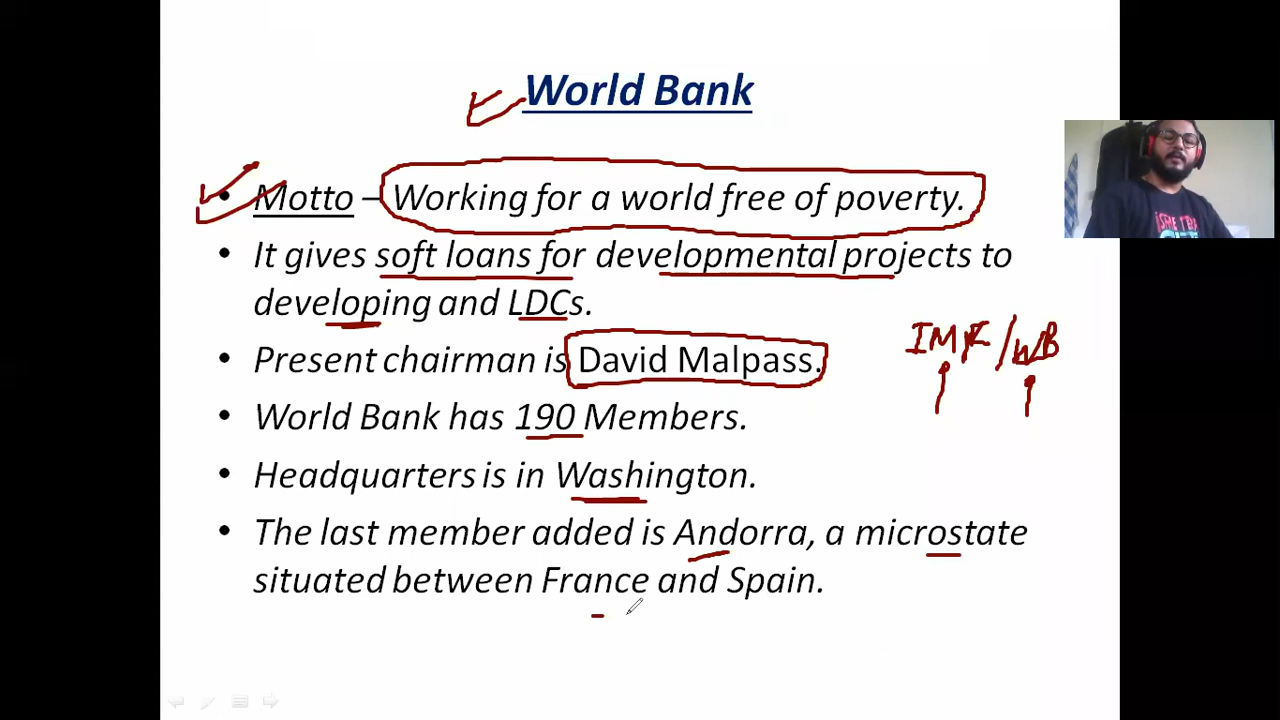 World Bank
• Motto – Working for a world free of poverty.
• It gives soft loans for developmental projects to
developing and LDCs.
• Present chairman is David Malpass.
IMF / WB
• World Bank has 190 Members.
• Headquarters is in Washington.
• The last member added is Andorra, a microstate
situated between France and Spain.